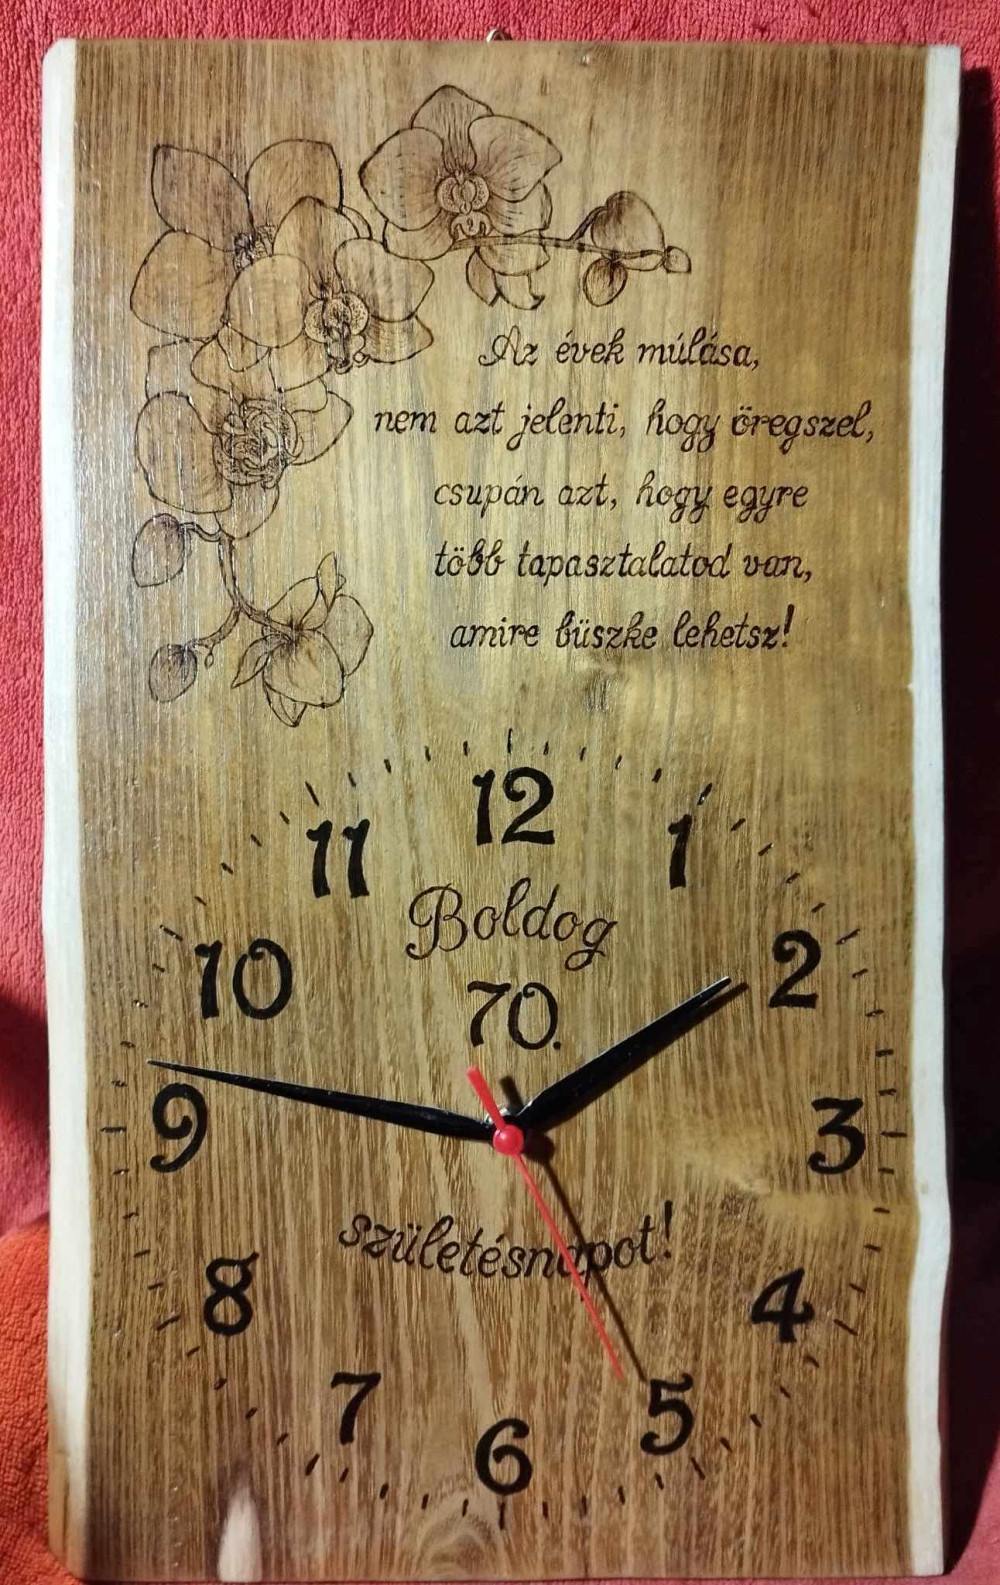 Az évek múlása,
nem azt jelenti, hogy öregszel,
csupán azt, hogy egyre
több tapasztalatod van,
amire büszke lehetsz!
12
11
1
Boldog
10
2
70.
9
3
születésnapot!
8
4
7
5
6